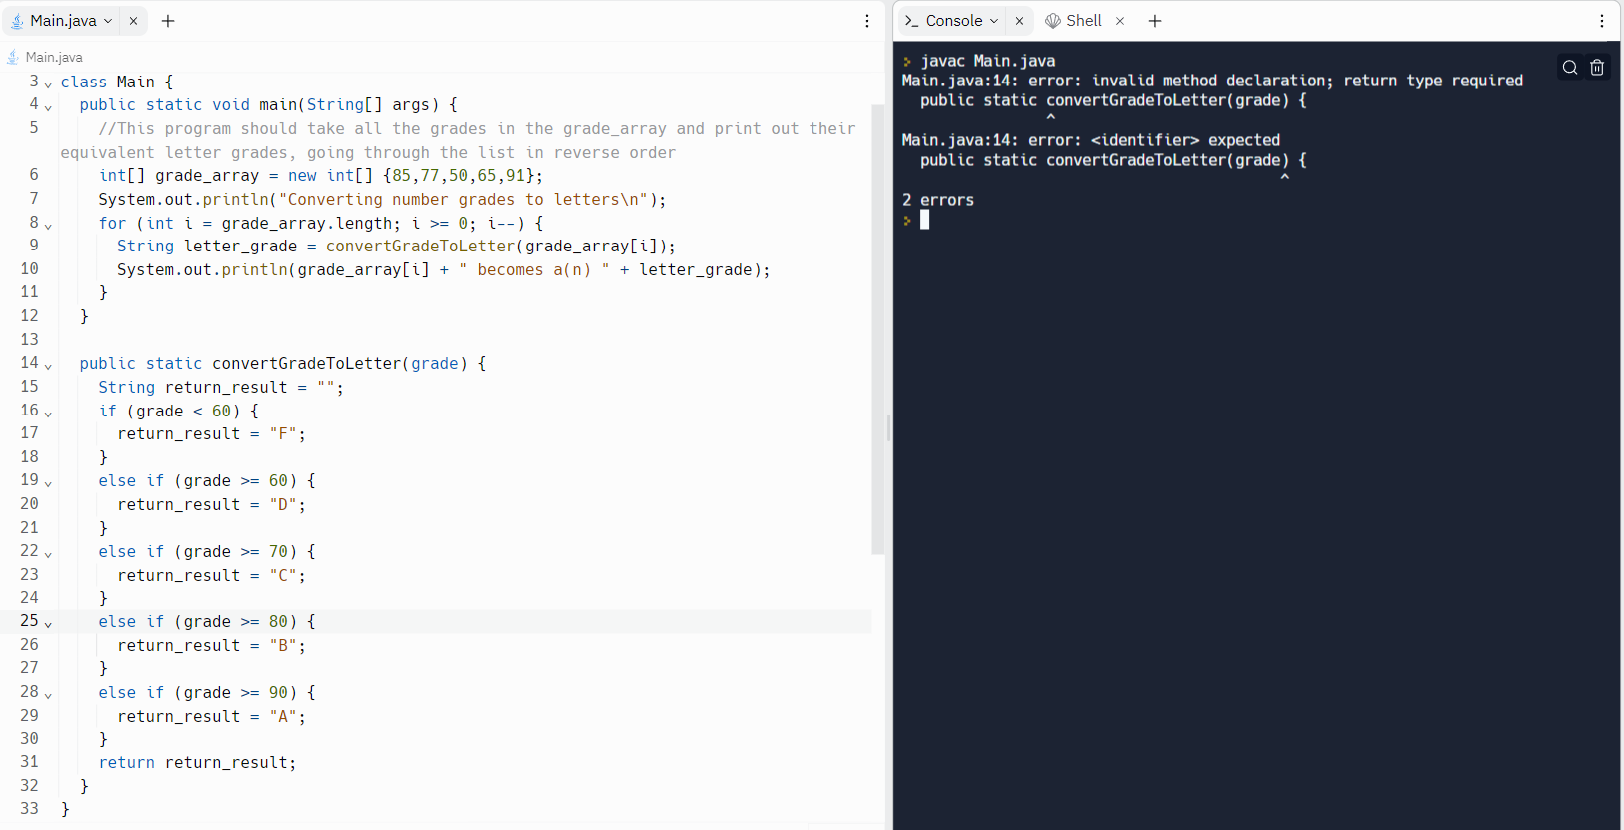 Main.java
Main.java
3 class Main {
4 public static void main(String[] args) {
5 //This program should take all the grades in the grade_array and print out their
equivalent letter grades, going through the list in reverse order
6 int[] grade_array = new int[] {85,77,50,65,91};
7 System.out.println("Converting number grades to letters\n");
8 for (int i = grade_array.length; i >= 0; i--) {
9 String letter_grade = convertGradeToLetter(grade_array[i]);
10 System.out.println(grade_array[i] + " becomes a(n) " + letter_grade);
11 }
12 }
13
14 public static convertGradeToLetter(grade) {
15 String return_result = "";
16 if (grade < 60) {
17 return_result = "F";
18 }
19 else if (grade >= 60) {
20 return_result = "D";
21 }
22 else if (grade >= 70) {
23 return_result = "C";
24 }
25 else if (grade >= 80) {
26 return_result = "B";
27 }
28 else if (grade >= 90) {
29 return_result = "A";
30 }
31 return return_result;
32 }
33 }
Console
Shell
> javac Main.java
Main.java:14: error: invalid method declaration; return type required
public static convertGradeToLetter(grade) {
^
Main.java:14: error: <identifier> expected
public static convertGradeToLetter(grade) {
^
2 errors
>